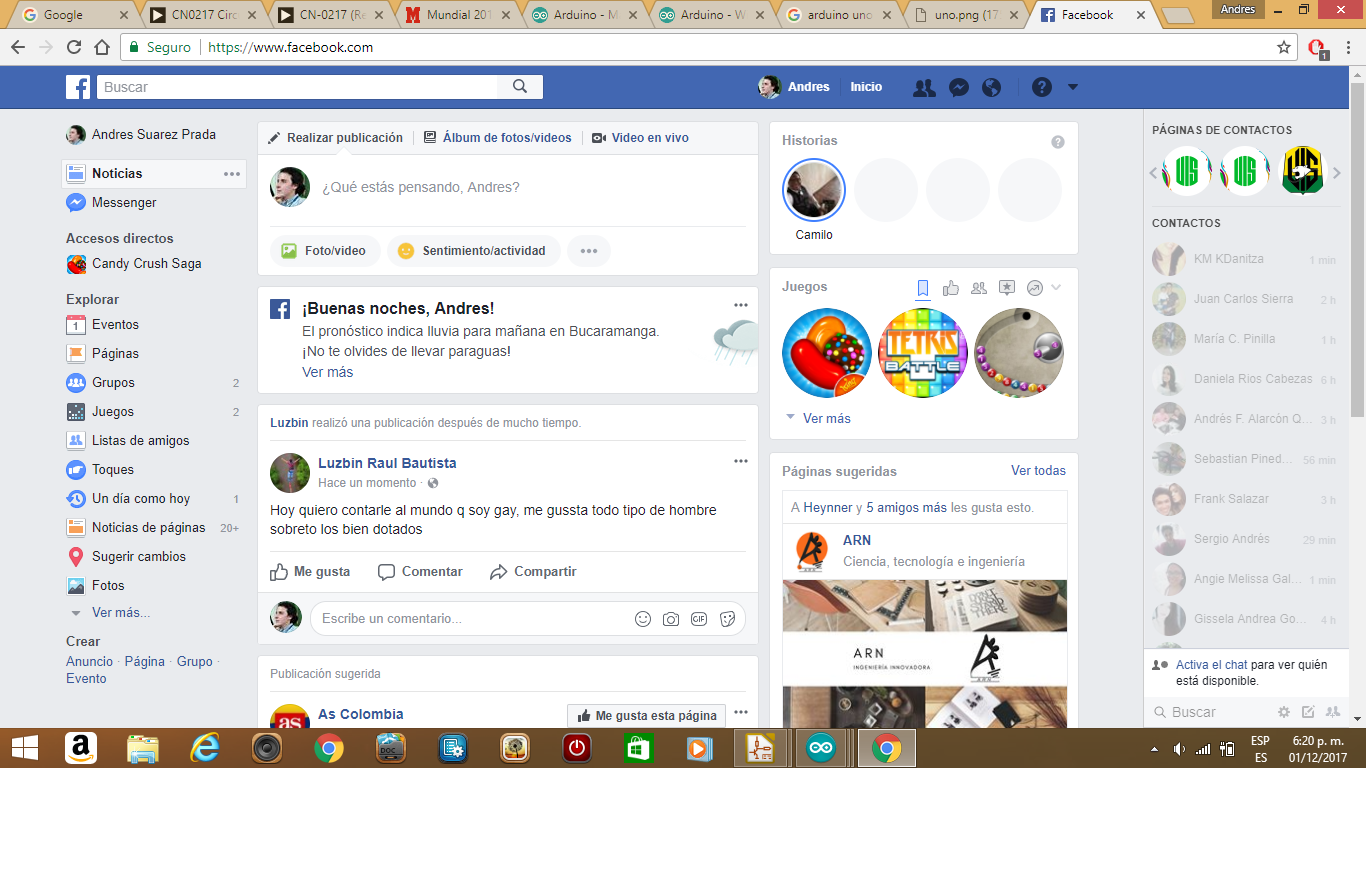 Google
CN0217 Circ
CN-0217 (Re
Mundial 201
Arduino - M
Arduino - W
arduino uno
uno.png (17
Facebook
Andres
Seguro
https://www.facebook.com
1
Buscar
Andres
Inicio
Andres Suarez Prada
Noticias
Messenger
Accesos directos
Candy Crush Saga
Explorar
Eventos
Páginas
Grupos 2
Juegos 2
Listas de amigos
Toques
Un día como hoy 1
Noticias de páginas 20+
Sugerir cambios
Fotos
Ver más...
Crear
Anuncio · Página · Grupo ·
Evento
Realizar publicación
Álbum de fotos/videos
Video en vivo
¿Qué estás pensando, Andres?
Foto/video
Sentimiento/actividad
¡Buenas noches, Andres!
El pronóstico indica lluvia para mañana en Bucaramanga.
¡No te olvides de llevar paraguas!
Ver más
Luzbin realizó una publicación después de mucho tiempo.
Luzbin Raul Bautista
Hace un momento ·
Hoy quiero contarle al mundo q soy gay, me gussta todo tipo de hombre
sobreto los bien dotados
Me gusta
Comentar
Compartir
Escribe un comentario...
GIF
Publicación sugerida
as
As Colombia
Me gusta esta página
Historias
Camilo
Juegos
TETRIS
BATTLE
Ver más
Páginas sugeridas
Ver todas
A Heynner y 5 amigos más les gusta esto.
ARN
Ciencia, tecnología e ingeniería
ARN
INGENIERÍA INNOVADORA
PÁGINAS DE CONTACTOS
UIS
UIS
UIS
CONTACTOS
KM KDanitza 1 min
Juan Carlos Sierra 2 h
María C. Pinilla 1 h
Daniela Rios Cabezas 6 h
Andrés F. Alarcón Q... 3 h
Sebastian Pined... 56 min
Frank Salazar 3 h
Sergio Andrés 29 min
Angie Melissa Gal... 1 min
Gissela Andrea Go... 4 h
Activa el chat para ver quién
está disponible.
Buscar
DOC
ESP
ES
6:20 p. m.
01/12/2017